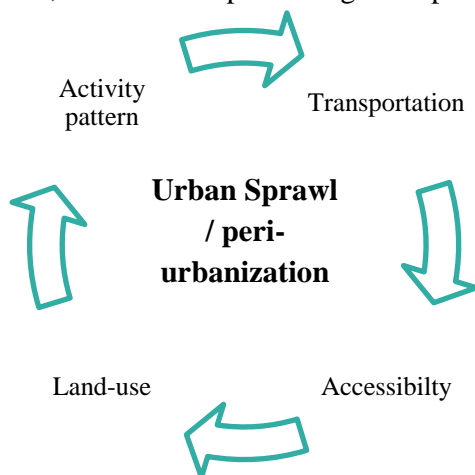 Activity
pattern
Transportation
Urban Sprawl
/ peri-
urbanization
Land-use
Accessibilty